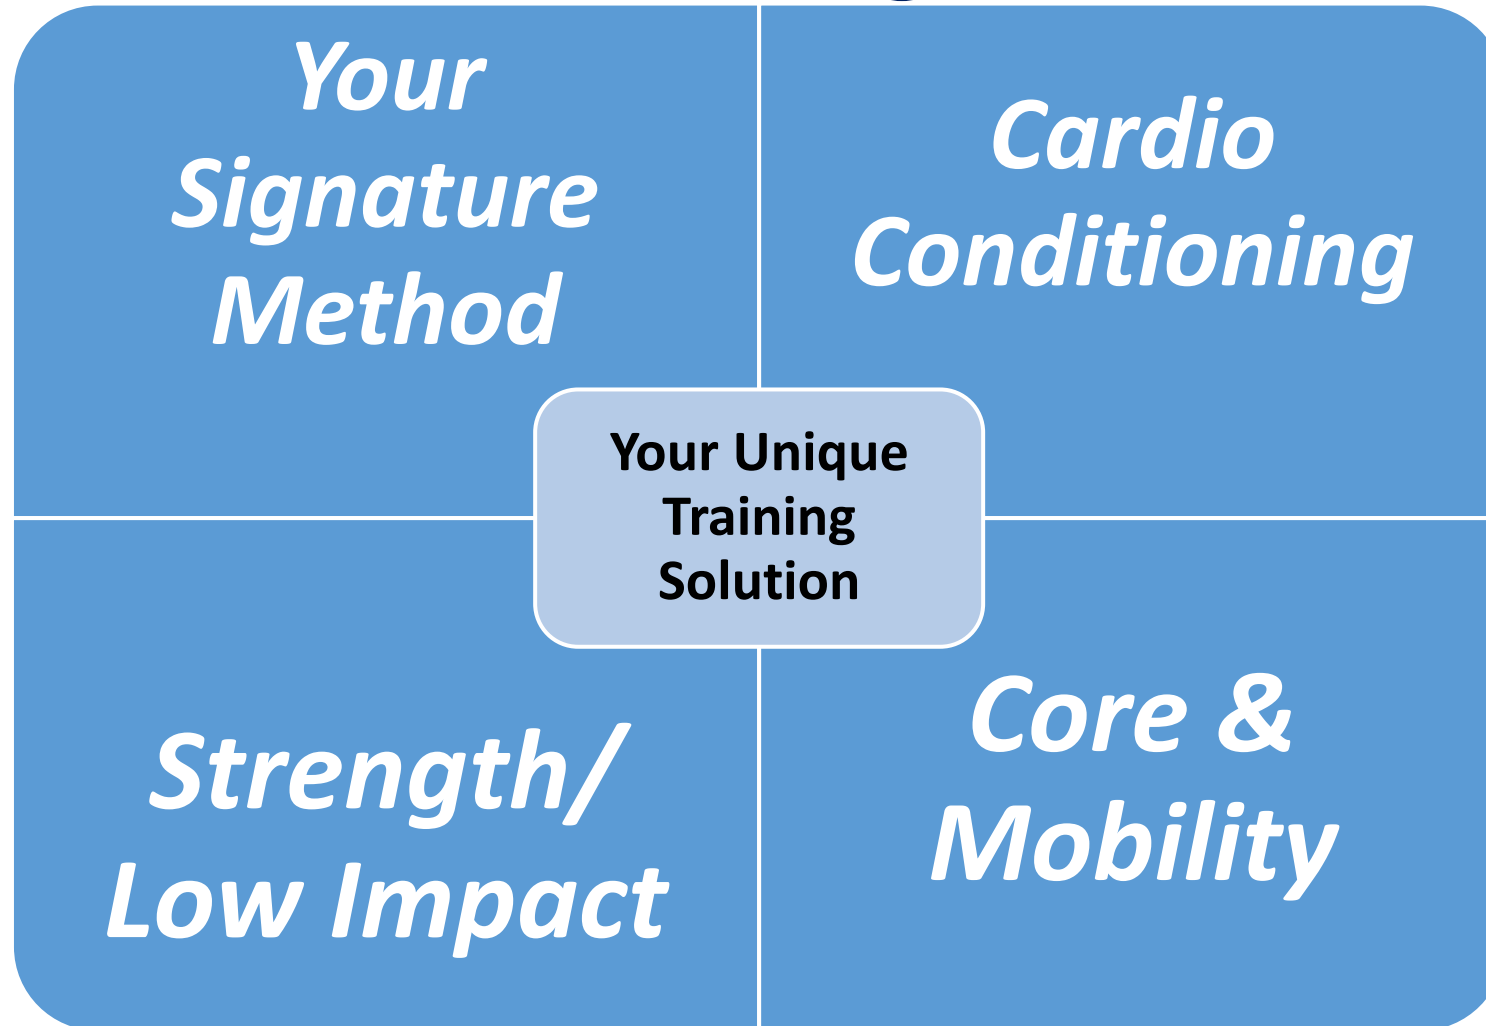 Your
Signature
Method
Cardio
Conditioning
Your Unique
Training
Solution
Strength/
Low Impact
Core &
Mobility